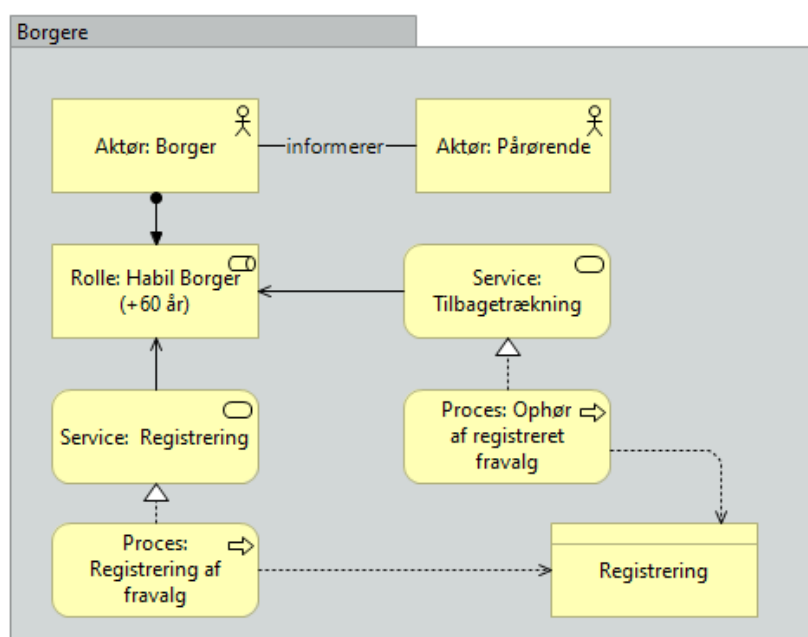 Borgere
Aktør: Borger
informerer
Aktør: Pårørende
Rolle: Habil Borger
(+60 år)
Service:
Tilbagetrækning
Service:  Registrering
Proces: Ophør
af registreret
fravalg
Proces:
Registrering af
fravalg
Registrering